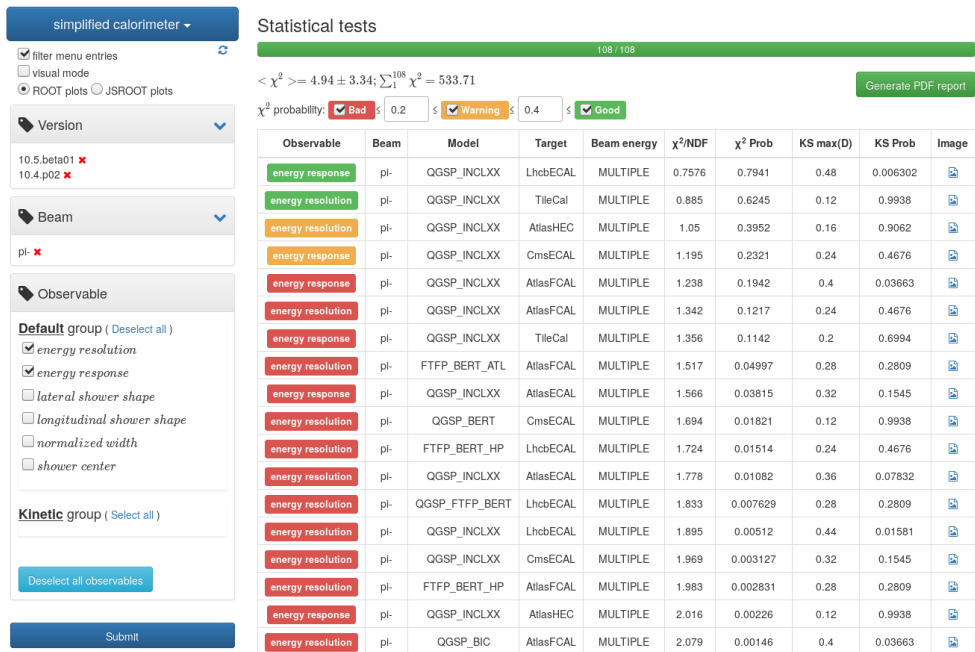 simplified calorimeter
filter menu entries
visual mode
ROOT plots JSROOT plots
Version
10.5.beta01
10.4.p02
Beam
pi-
Observable
Default group ( Deselect all )
energy resolution
energy response
lateral shower shape
longitudinal shower shape
normalized width
shower center
Kinetic group ( Select all )
Deselect all observables
Submit
Statistical tests
108 / 108
< χ² >= 4.94 ± 3.34; ∑₁¹⁰⁸ χ² = 533.71
Generate PDF report
χ² probability: Bad ≤ 0.2 ≤ Warning ≤ 0.4 ≤ Good
Observable Beam Model Target Beam energy χ²/NDF χ² Prob KS max(D) KS Prob Image
energy response pi- QGSP_INCLXX LhcbECAL MULTIPLE 0.7576 0.7941 0.48 0.006302
energy resolution pi- QGSP_INCLXX TileCal MULTIPLE 0.885 0.6245 0.12 0.9938
energy resolution pi- QGSP_INCLXX AtlasHEC MULTIPLE 1.05 0.3952 0.16 0.9062
energy response pi- QGSP_INCLXX CmsECAL MULTIPLE 1.195 0.2321 0.24 0.4676
energy response pi- QGSP_INCLXX AtlasFCAL MULTIPLE 1.238 0.1942 0.4 0.03663
energy resolution pi- QGSP_INCLXX AtlasFCAL MULTIPLE 1.342 0.1217 0.24 0.4676
energy response pi- QGSP_INCLXX TileCal MULTIPLE 1.356 0.1142 0.2 0.6994
energy resolution pi- FTFP_BERT_ATL AtlasFCAL MULTIPLE 1.517 0.04997 0.28 0.2809
energy response pi- QGSP_INCLXX AtlasECAL MULTIPLE 1.566 0.03815 0.32 0.1545
energy resolution pi- QGSP_BERT CmsECAL MULTIPLE 1.694 0.01821 0.12 0.9938
energy resolution pi- FTFP_BERT_HP LhcbECAL MULTIPLE 1.724 0.01514 0.24 0.4676
energy resolution pi- QGSP_INCLXX AtlasECAL MULTIPLE 1.778 0.01082 0.36 0.07832
energy resolution pi- QGSP_FTFP_BERT LhcbECAL MULTIPLE 1.833 0.007629 0.28 0.2809
energy resolution pi- QGSP_INCLXX LhcbECAL MULTIPLE 1.895 0.00512 0.44 0.01581
energy resolution pi- QGSP_INCLXX CmsECAL MULTIPLE 1.969 0.003127 0.32 0.1545
energy resolution pi- FTFP_BERT_HP AtlasFCAL MULTIPLE 1.983 0.002831 0.28 0.2809
energy response pi- QGSP_INCLXX AtlasHEC MULTIPLE 2.016 0.00226 0.12 0.9938
energy resolution pi- QGSP_BIC AtlasFCAL MULTIPLE 2.079 0.00146 0.4 0.03663